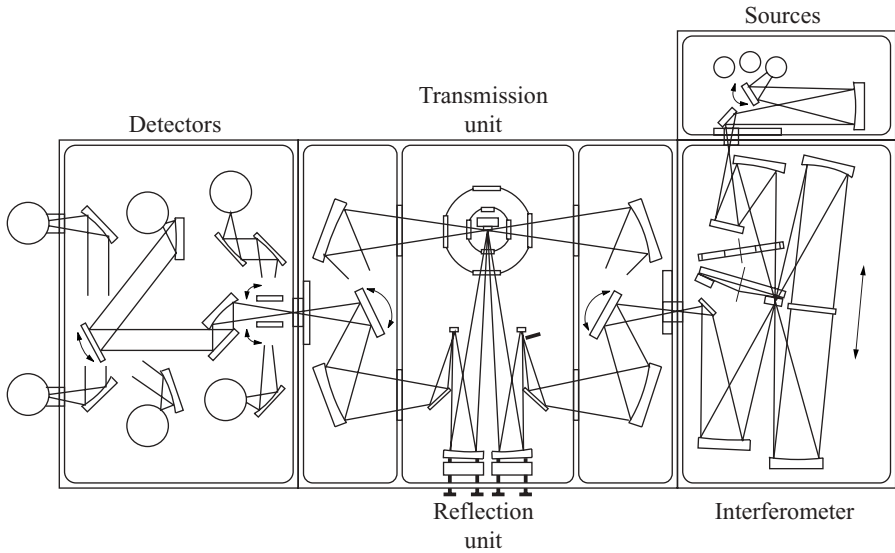 Sources
Transmission
unit
Detectors
Reflection
unit
Interferometer